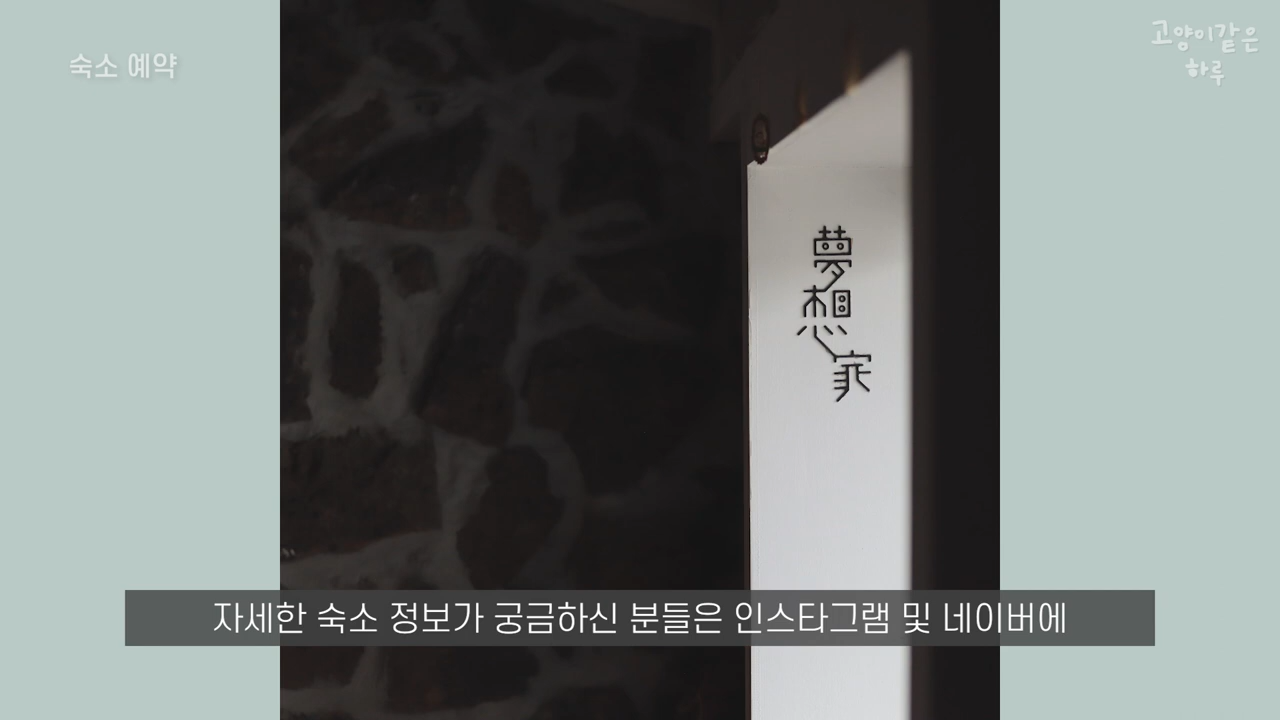 숙소 예약
고양이같은
하루
夢
想
家
자세한 숙소 정보가 궁금하신 분들은 인스타그램 및 네이버에